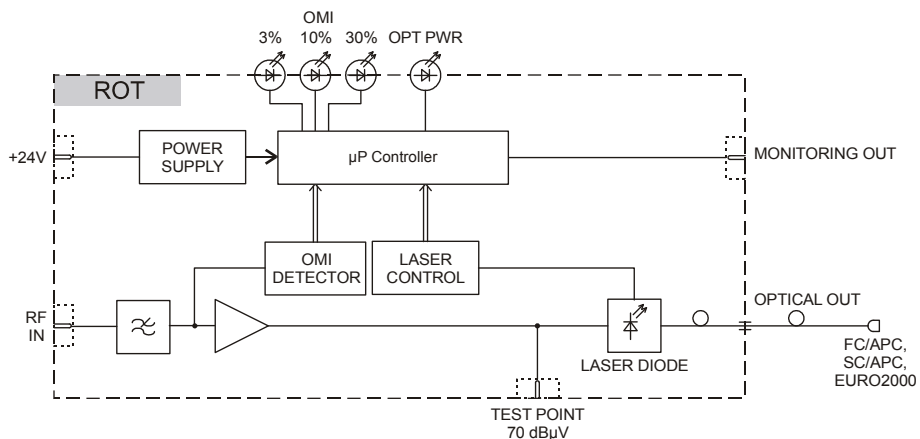 OMI
3% 10% 30% OPT PWR
ROT
+24V
POWER
SUPPLY
µP Controller
MONITORING OUT
OMI
DETECTOR
LASER
CONTROL
RF
IN
OPTICAL OUT
LASER DIODE
FC/APC,
SC/APC,
EURO2000
TEST POINT
70 dBµV